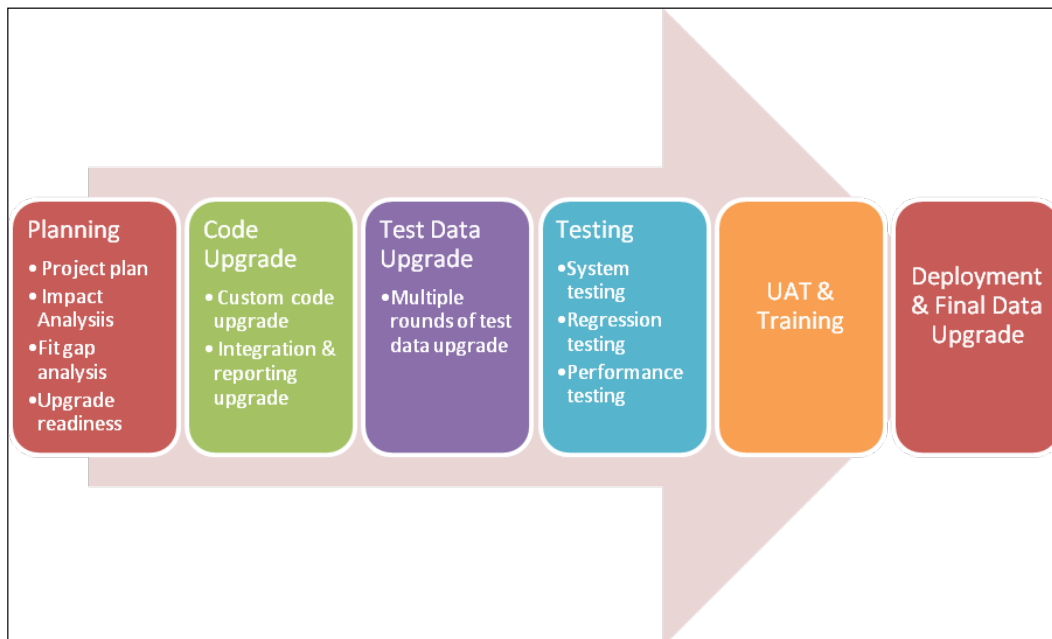 Planning
• Project plan
• Impact
Analysiis
•Fit gap
analysis
•Upgrade
readiness
Code
Upgrade
• Custom code
upgrade
• Integration &
reporting
upgrade
Test Data
Upgrade
• Multiple
rounds of test
data upgrade
Testing
•System
testing
•Regression
testing
•Performance
testing
UAT &
Training
Deployment
& Final Data
Upgrade